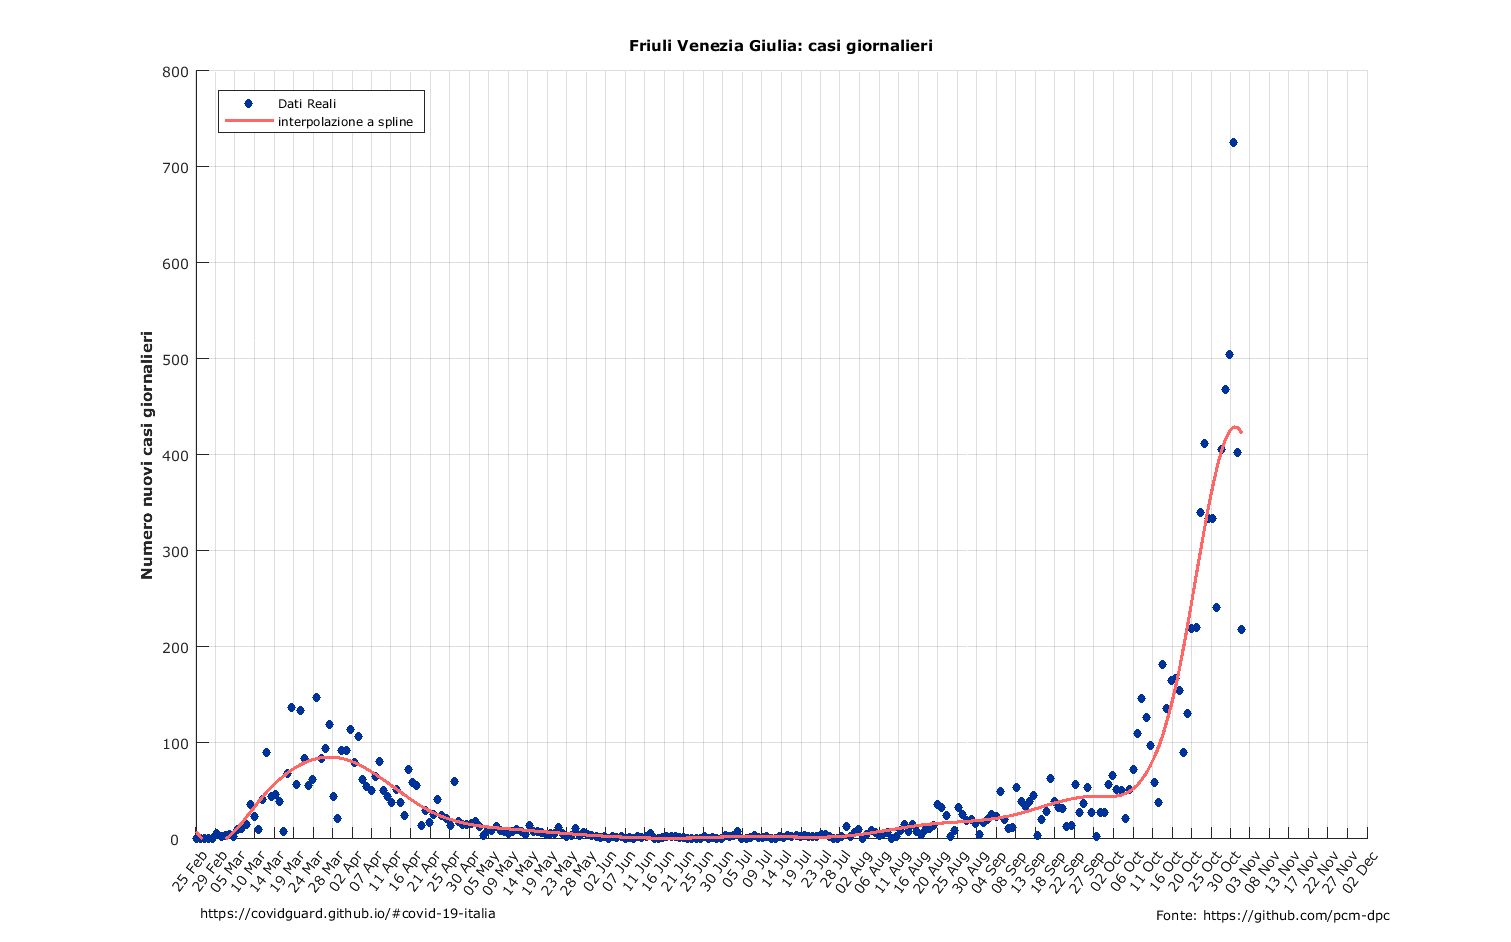 Friuli Venezia Giulia: casi giornalieri
Dati Reali
interpolazione a spline
Numero nuovi casi giornalieri
800
700
600
500
400
300
200
100
0
25 Feb
29 Feb
05 Mar
10 Mar
14 Mar
19 Mar
24 Mar
28 Mar
02 Apr
07 Apr
11 Apr
16 Apr
21 Apr
25 Apr
30 Apr
05 May
09 May
14 May
19 May
23 May
28 May
02 Jun
07 Jun
11 Jun
16 Jun
21 Jun
25 Jun
30 Jun
05 Jul
09 Jul
14 Jul
19 Jul
23 Jul
28 Jul
02 Aug
06 Aug
11 Aug
16 Aug
20 Aug
25 Aug
30 Aug
04 Sep
08 Sep
13 Sep
18 Sep
22 Sep
27 Sep
02 Oct
06 Oct
11 Oct
16 Oct
20 Oct
25 Oct
30 Oct
03 Nov
08 Nov
13 Nov
17 Nov
22 Nov
27 Nov
02 Dec
https://covidguard.github.io/#covid-19-italia
Fonte: https://github.com/pcm-dpc